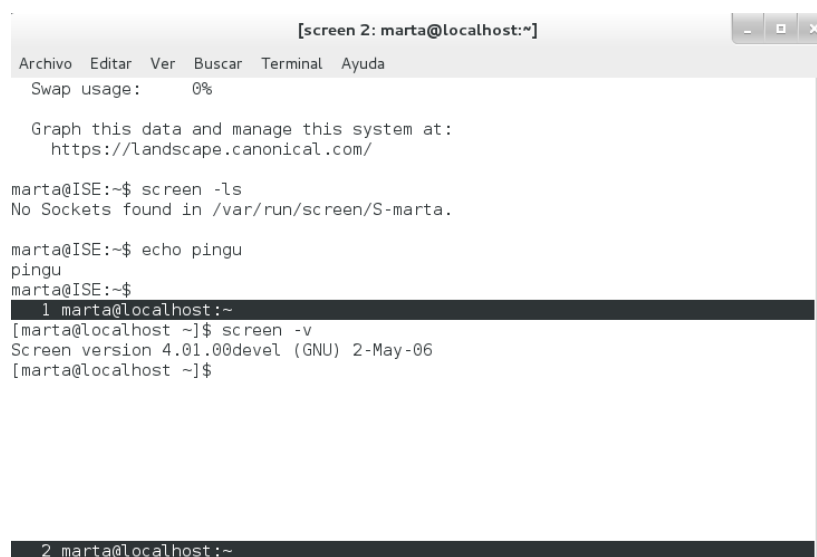 [screen 2: marta@localhost:~]
Archivo Editar Ver Buscar Terminal Ayuda
Swap usage: 0%
Graph this data and manage this system at:
https://landscape.canonical.com/
marta@ISE:~$ screen -ls
No Sockets found in /var/run/screen/S-marta.
marta@ISE:~$ echo pingu
pingu
marta@ISE:~$
1 marta@localhost:~
[marta@localhost ~]$ screen -v
Screen version 4.01.00devel (GNU) 2-May-06
[marta@localhost ~]$
2 marta@localhost:~